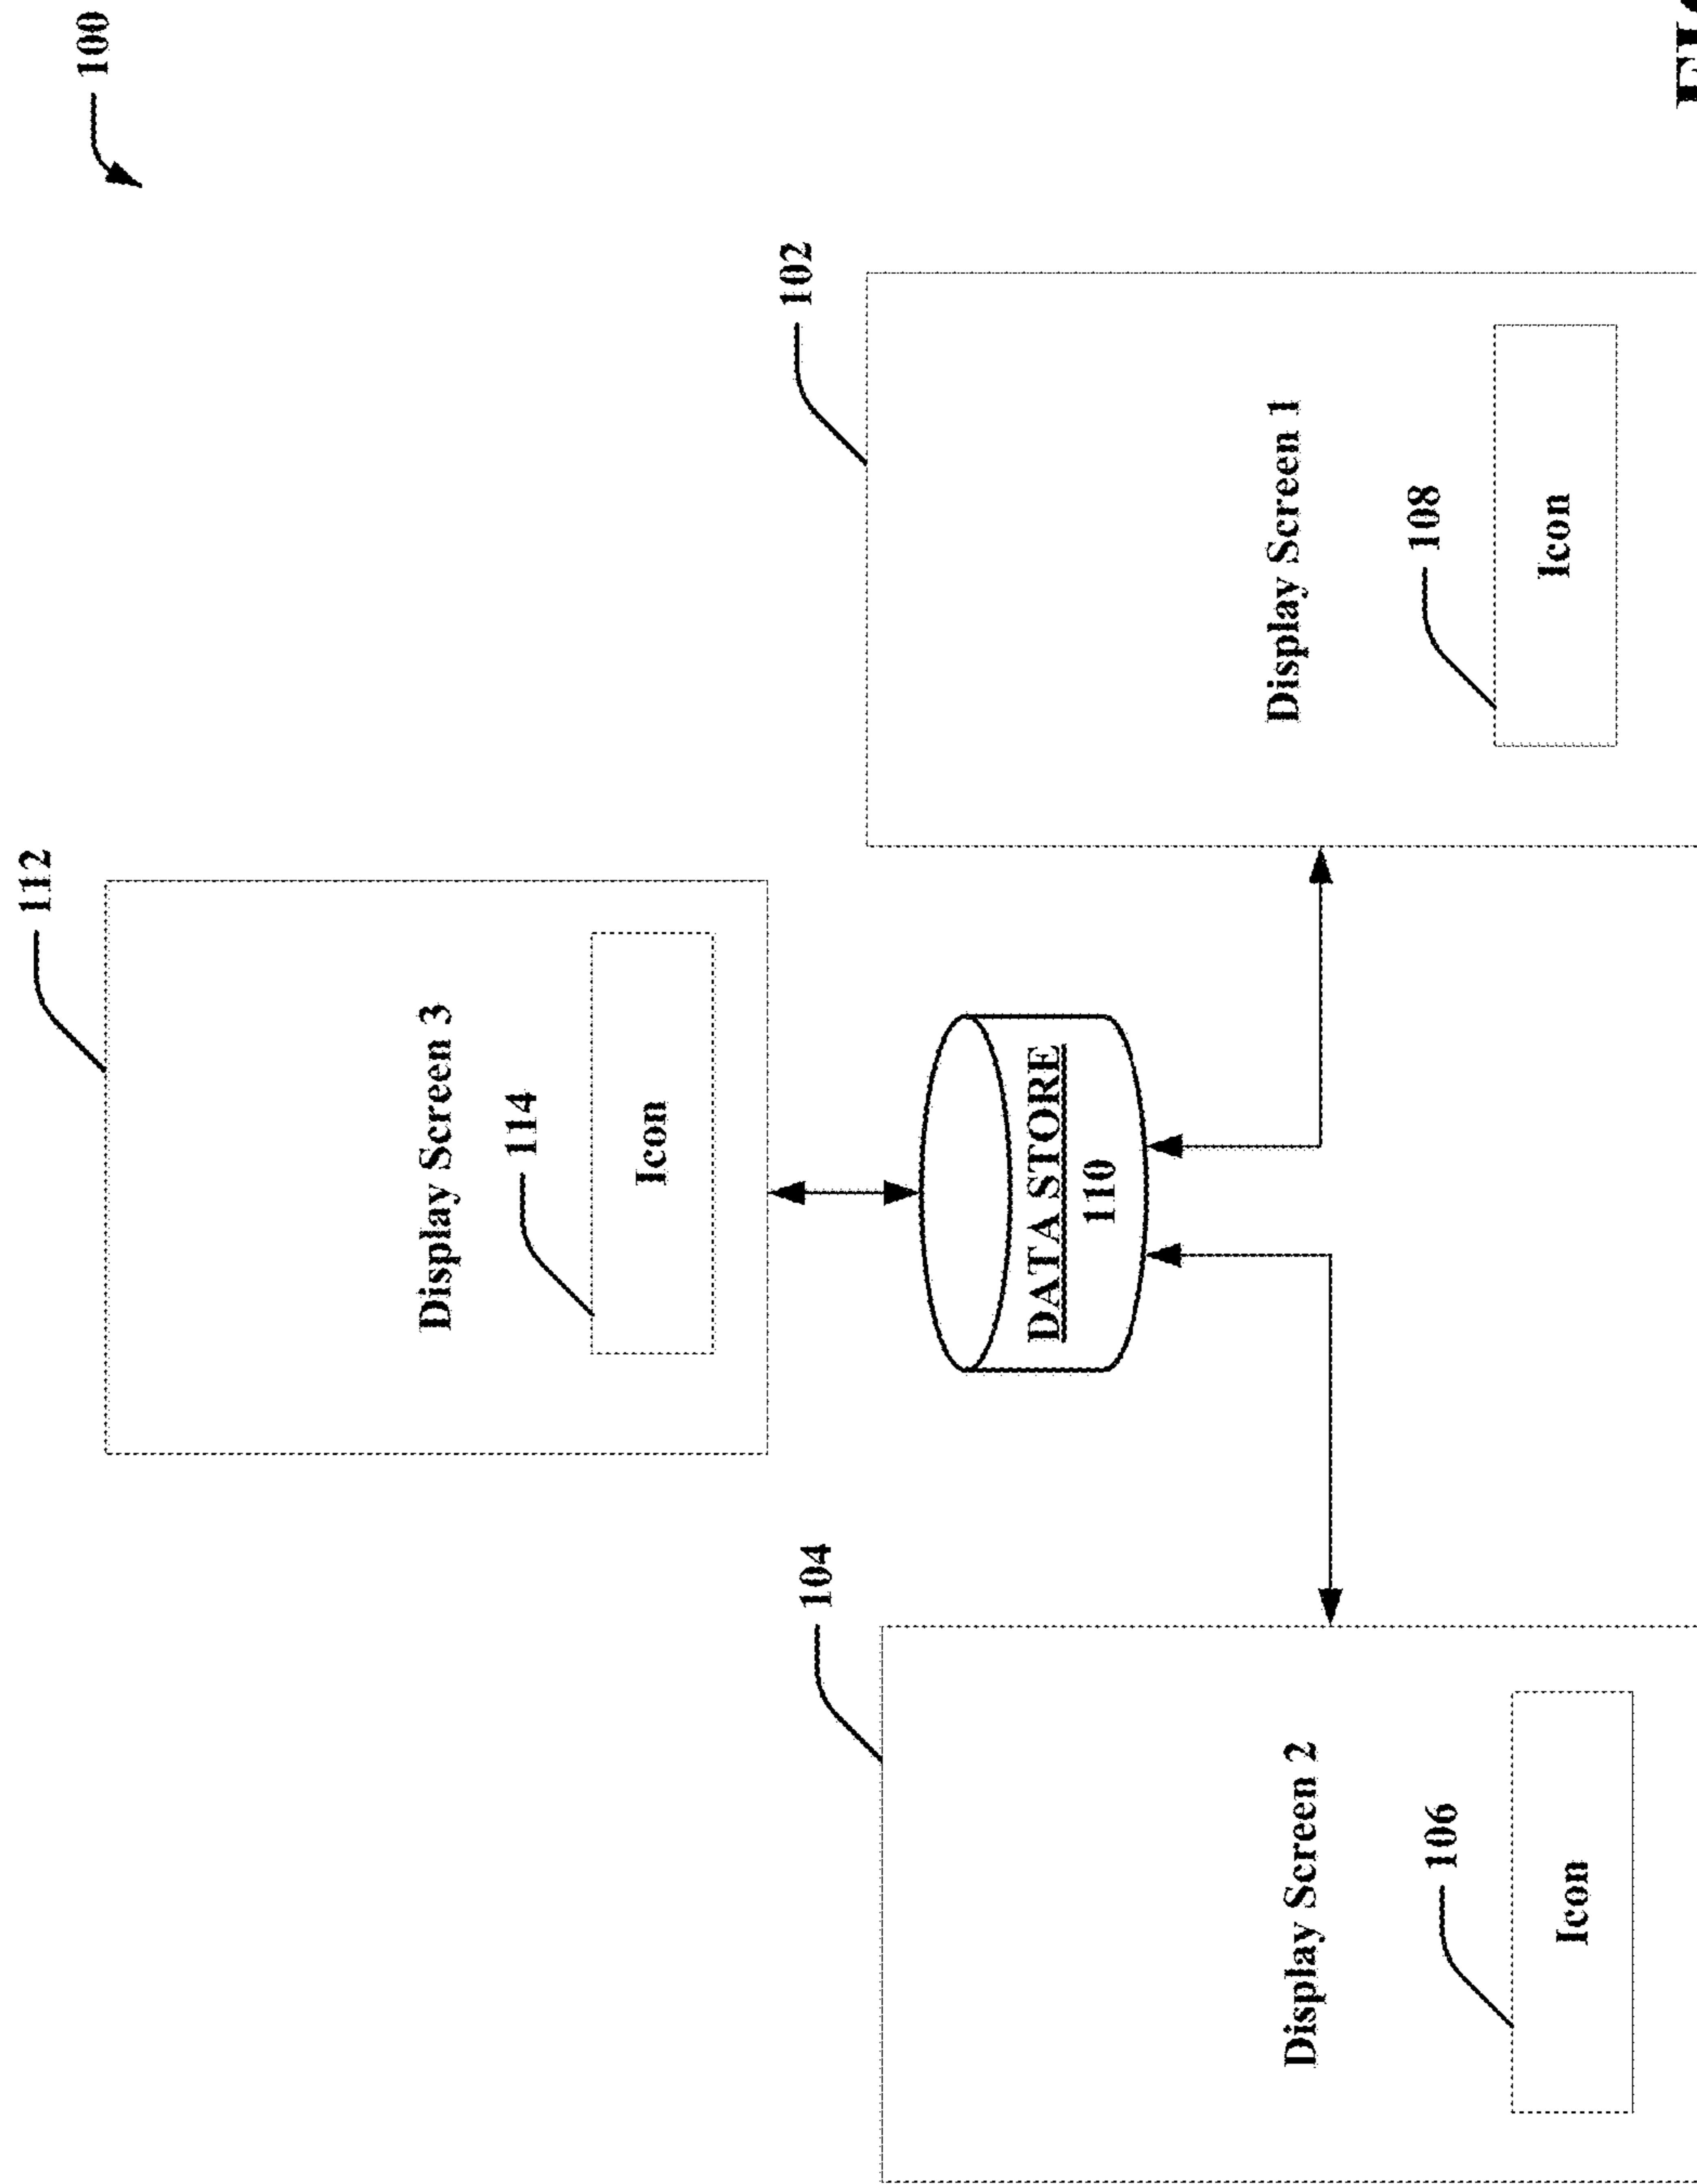 100
112
Display Screen 3
114
Icon
104
102
DATA STORE
110
Display Screen 2
Display Screen 1
106
108
Icon
Icon